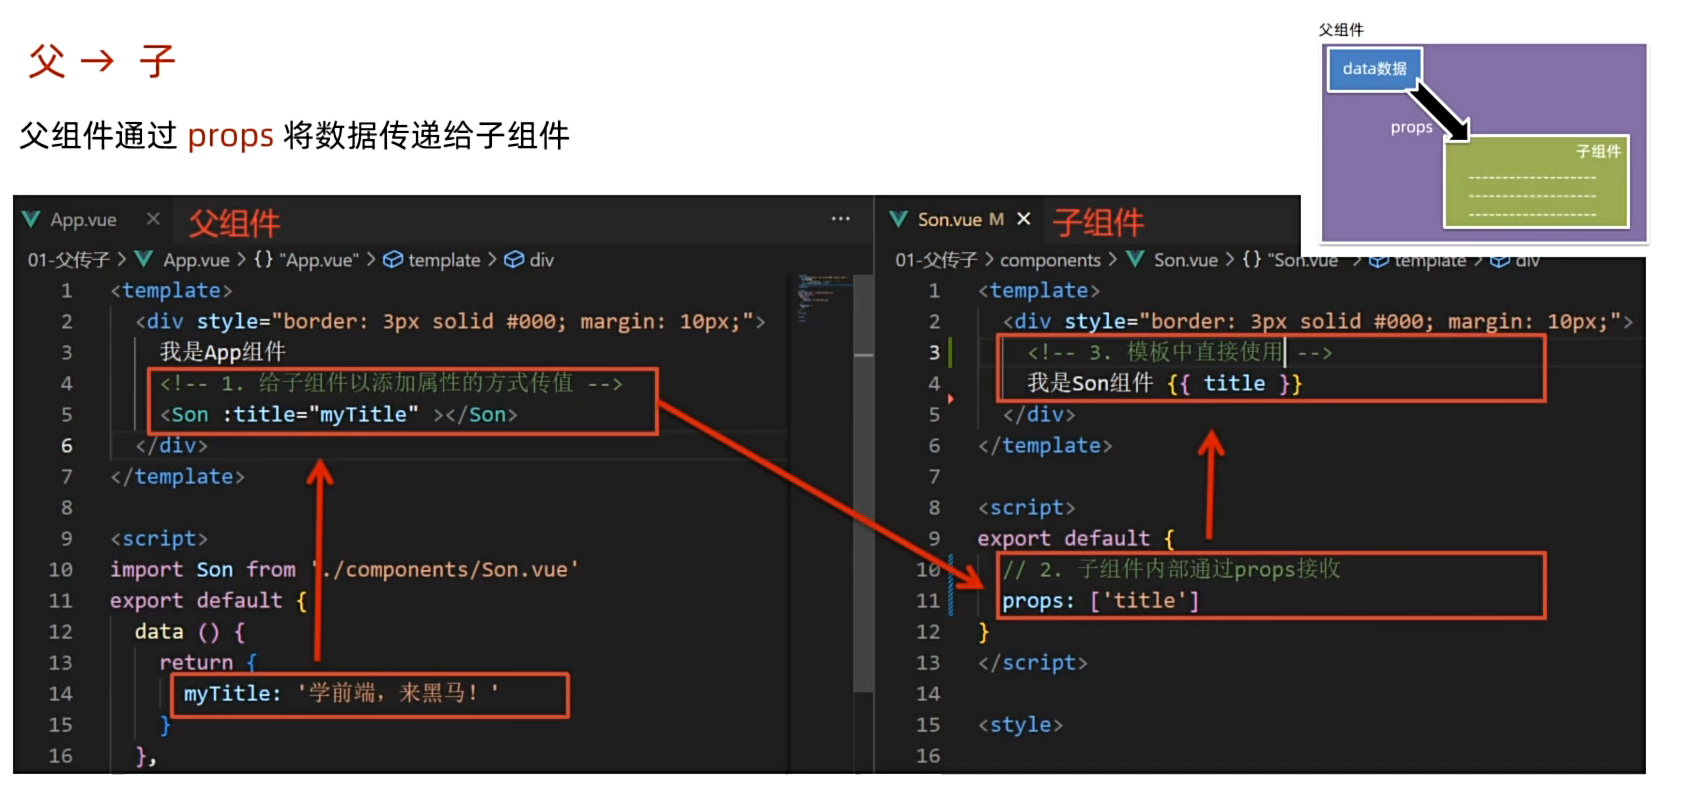 父 → 子
父组件通过 props 将数据传递给子组件
父组件
data数据
props
子组件
App.vue
父组件
01-父传子 > App.vue > {} "App.vue" > template > div
1 <template>
2 <div style="border: 3px solid #000; margin: 10px;">
3 我是App组件
4 <!-- 1. 给子组件以添加属性的方式传值 -->
5 <Son :title="myTitle" ></Son>
6 </div>
7 </template>
8
9 <script>
10 import Son from './components/Son.vue'
11 export default {
12 data () {
13 return {
14 myTitle: '学前端，来黑马！'
15 }
16 },
Son.vue M
子组件
01-父传子 > components > Son.vue > {} "Son.vue > template > div
1 <template>
2 <div style="border: 3px solid #000; margin: 10px;">
3 <!-- 3. 模板中直接使用 -->
4 我是Son组件 {{ title }}
5 </div>
6 </template>
7
8 <script>
9 export default {
10 // 2. 子组件内部通过props接收
11 props: ['title']
12 }
13 </script>
14
15 <style>
16